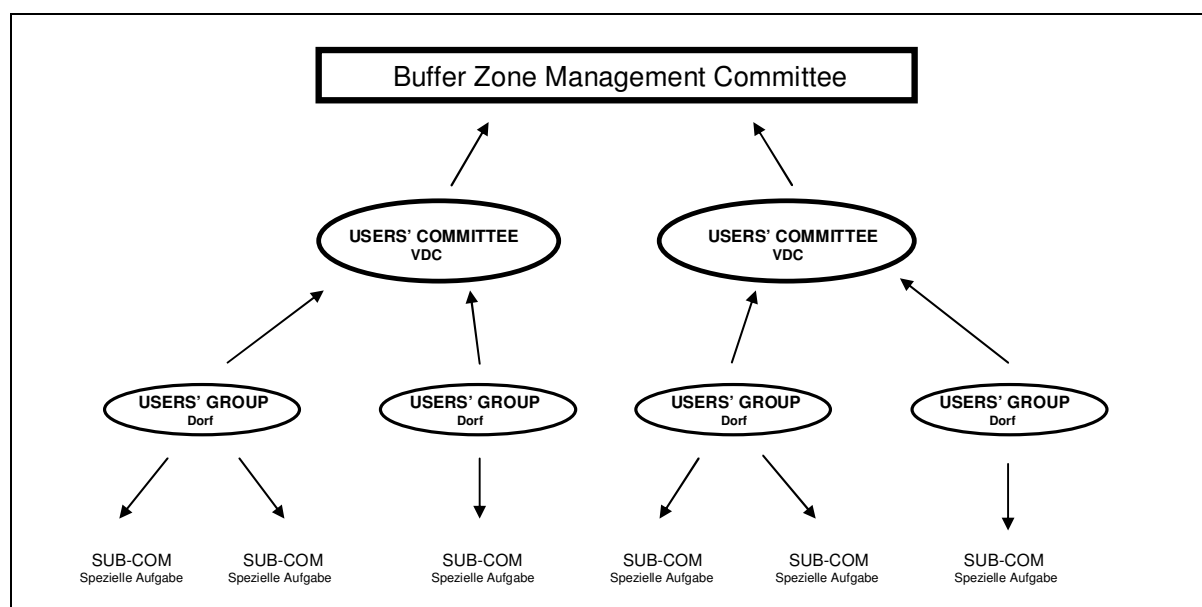 Buffer Zone Management Committee
USERS' COMMITTEE
VDC
USERS' COMMITTEE
VDC
USERS' GROUP
Dorf
USERS' GROUP
Dorf
USERS' GROUP
Dorf
USERS' GROUP
Dorf
SUB-COM
Spezielle Aufgabe
SUB-COM
Spezielle Aufgabe
SUB-COM
Spezielle Aufgabe
SUB-COM
Spezielle Aufgabe
SUB-COM
Spezielle Aufgabe
SUB-COM
Spezielle Aufgabe